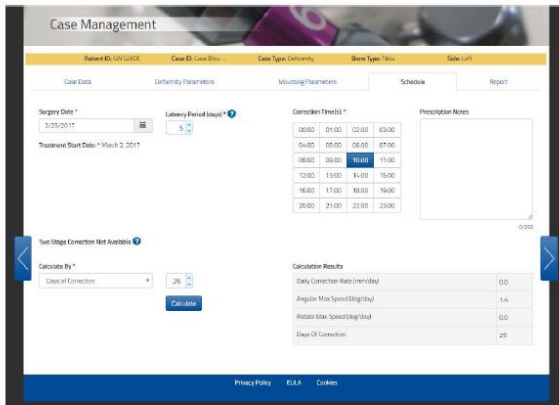 Case Management
Patient ID: SW GUIDE Case ID: Case Blou... Case Type: Deformity Bone Type: Tibia Side: Left
Case Data Deformity Parameters Mounting Parameters Schedule Report
Surgery Date * Latency Period (days) * Correction Time(s): * Prescription Notes
2/25/2017 5
Treatment Start Date: * March 2, 2017
00:00 01:00 02:00 03:00
04:00 05:00 06:00 07:00
08:00 09:00 10:00 11:00
12:00 13:00 14:00 15:00
16:00 17:00 18:00 19:00
20:00 21:00 22:00 23:00
0/250
Two Stage Correction Not Available
Calculate By * Calculation Results
Days of Correction Daily Correction Rate (mm/day) 0.0
Calculate Angular Max Speed (deg/day)
Rotate Max Speed (deg/day) 0.0
Days Of Correction
Privacy Policy EULA Cookies